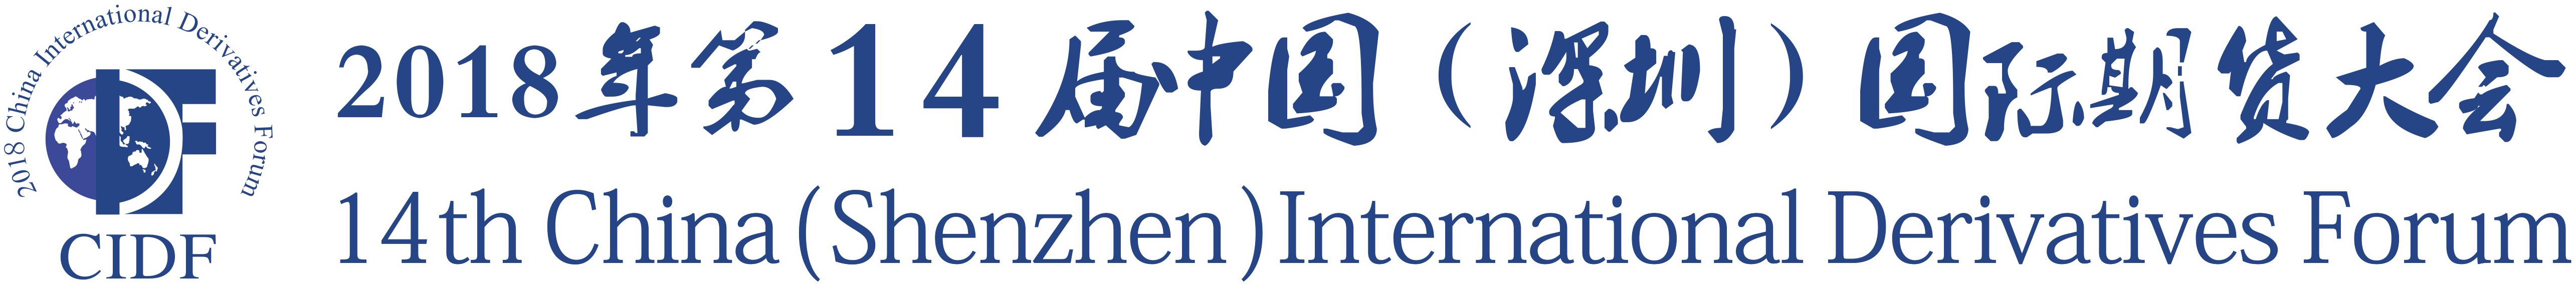 2018 China International Derivatives Forum
CIDF
2018年第14届中国（深圳）国际期货大会
14th China (Shenzhen) International Derivatives Forum